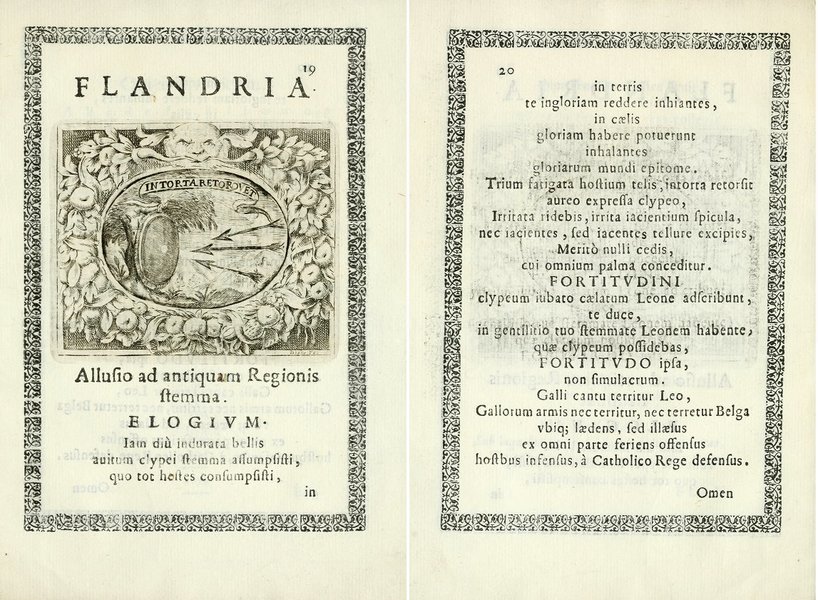 19
FLANDRIA.
INTORTA RETORQVET
Allusio ad antiquam Regionis
stemma.
ELOGIVM.
Iam diù indurata bellis
auitum clypei stemma assumpsisti,
quo tot hostes consumpsisti,
in
20
in terris
te ingloriam reddere inhiantes,
in cælis
gloriam habere potuerunt
inhalantes
gloriarum mundi epitome.
Trium fatigata hostium telis, intorta retorsit
aureo expressa clypeo,
Irritata ridebis, irrita iacientium spicula,
nec iacientes, sed iacentes tellure excipies,
Meritò nulli cedis,
cui omnium palma conceditur.
FORTITVDINI
clypeum iubato cælatum Leone adscribunt,
te duce,
in gentilitio tuo stemmate Leonem habente,
quæ clypeum possidebas,
FORTITVDO ipsa,
non simulacrum.
Galli cantu territur Leo,
Gallorum armis nec territur, nec terretur Belga
vbiq; lædens, sed illæsus
ex omni parte feriens offensus
hostbus infensus, à Catholico Rege defensus.
Omen